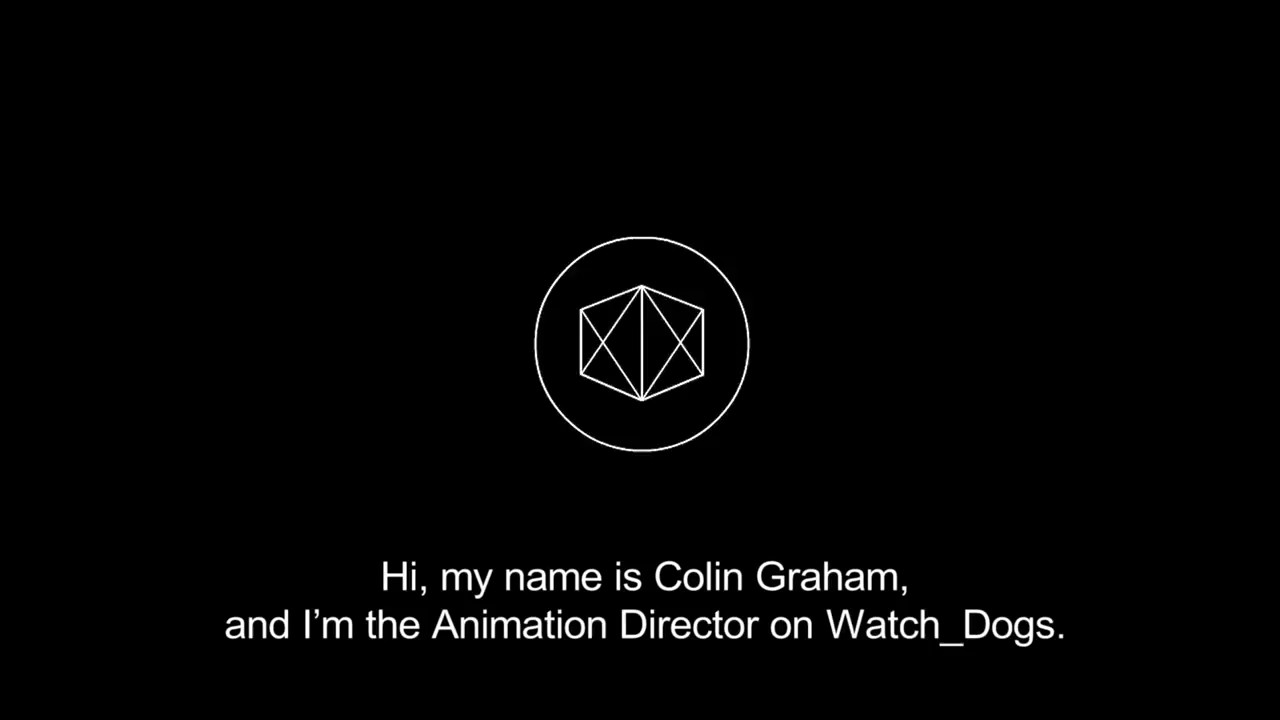 Hi, my name is Colin Graham,
and I’m the Animation Director on Watch_Dogs.